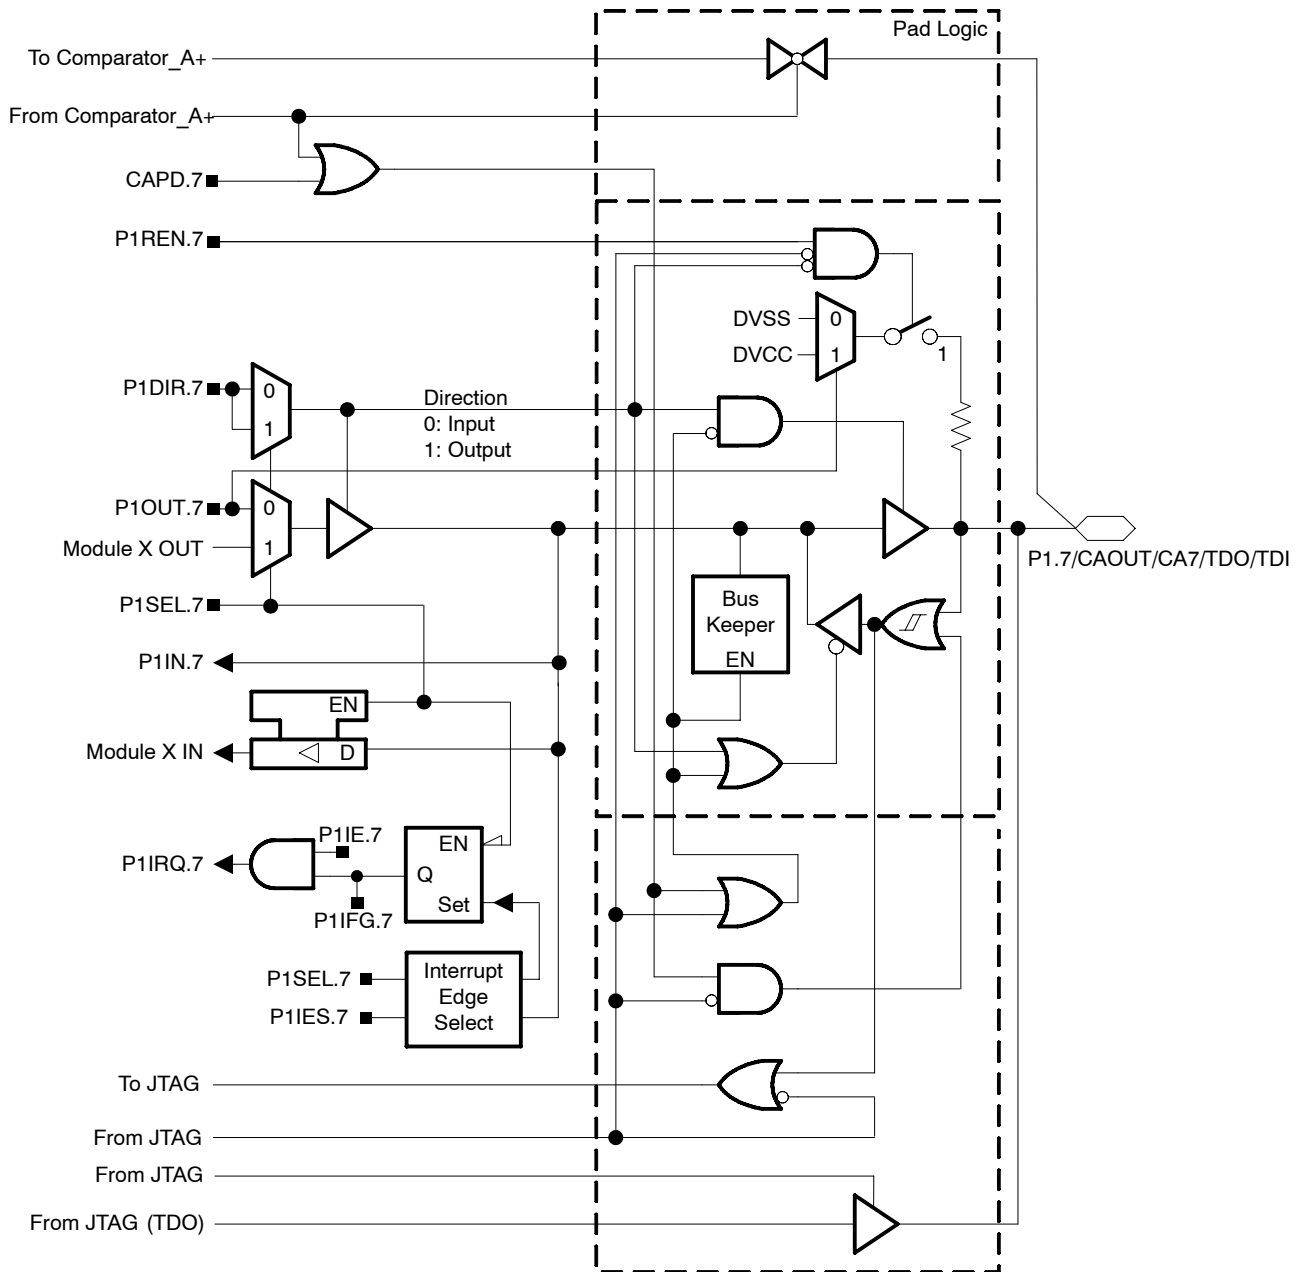 Pad Logic
To Comparator_A+
From Comparator_A+
CAPD.7
P1REN.7
DVSS
0
DVCC
1
1
P1DIR.7
0
1
Direction
0: Input
1: Output
P1OUT.7
0
Module X OUT
1
P1.7/CAOUT/CA7/TDO/TDI
P1SEL.7
Bus
Keeper
EN
P1IN.7
EN
Module X IN
D
P1IRQ.7
P1IE.7
P1IFG.7
EN
Q
Set
P1SEL.7
P1IES.7
Interrupt
Edge
Select
To JTAG
From JTAG
From JTAG
From JTAG (TDO)